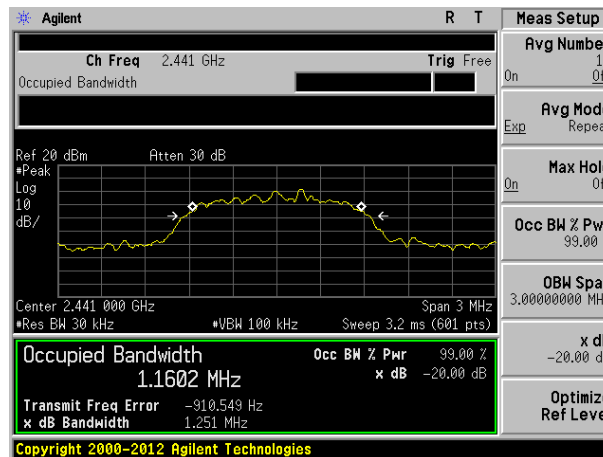 Agilent R T
Meas Setup
Ch Freq 2.441 GHz Trig Free
Occupied Bandwidth
Ref 20 dBm Atten 30 dB
#Peak
Log
10
dB/
Center 2.441 000 GHz Span 3 MHz
#Res BW 30 kHz #VBW 100 kHz Sweep 3.2 ms (601 pts)
Occupied Bandwidth
1.1602 MHz
Occ BW % Pwr 99.00 %
x dB -20.00 dB
Transmit Freq Error -910.549 Hz
x dB Bandwidth 1.251 MHz
Copyright 2000-2012 Agilent Technologies
Avg Numbe
1
On O
Avg Mod
Exp Repea
Max Hol
On O
Occ BW % Pw
99.00
OBW Spa
3.00000000 MH
x d
-20.00 d
Optimiz
Ref Leve